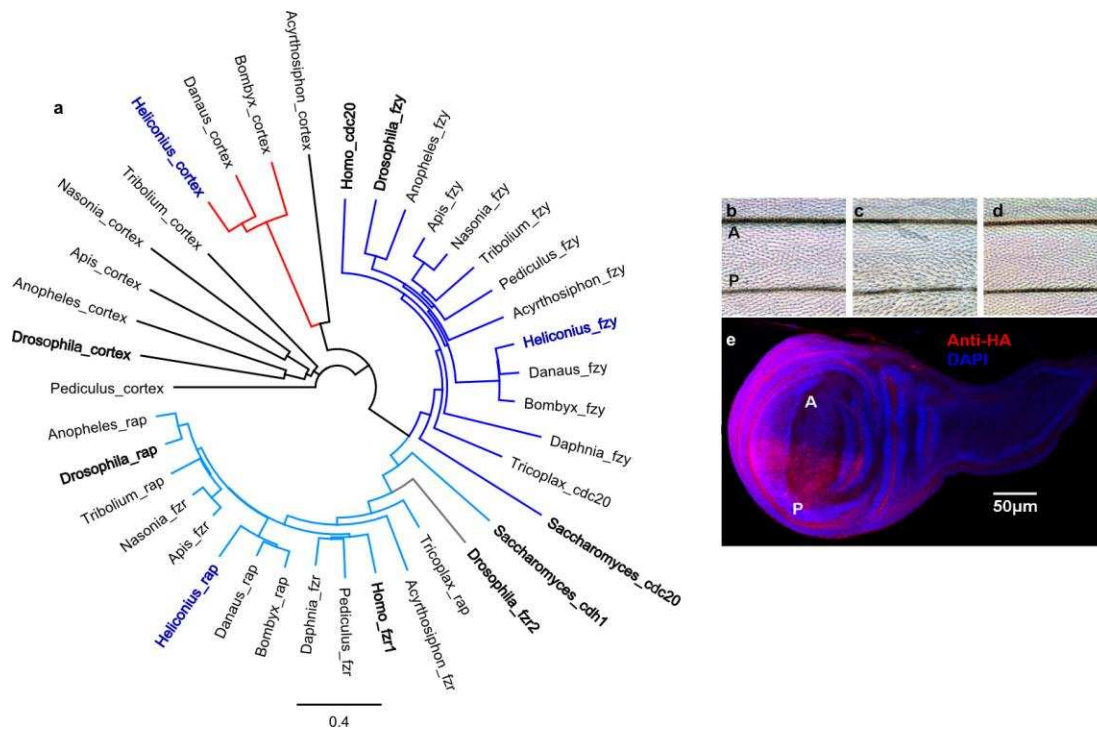 a
Acyrthosiphon_cortex
Bombyx_cortex
Danaus_cortex
Heliconius_cortex
Tribolium_cortex
Nasonia_cortex
Apis_cortex
Anopheles_cortex
Drosophila_cortex
Pediculus_cortex
Anopheles_rap
Drosophila_rap
Tribolium_rap
Nasonia_fzr
Apis_fzr
Heliconius_rap
Danaus_rap
Bombyx_rap
Daphnia_fzr
Pediculus_fzr
Homo_fzr1
Acyrthosiphon_fzr
Tricoplax_rap
Drosophila_fzr2
Saccharomyces_cdh1
Saccharomyces_cdc20
Tricoplax_cdc20
Daphnia_fzy
Bombyx_fzy
Danaus_fzy
Heliconius_fzy
Acyrthosiphon_fzy
Pediculus_fzy
Tribolium_fzy
Nasonia_fzy
Apis_fzy
Anopheles_fzy
Drosophila_fzy
Homo_cdc20
0.4
b
A
P
c
d
e
Anti-HA
DAPI
A
P
50µm